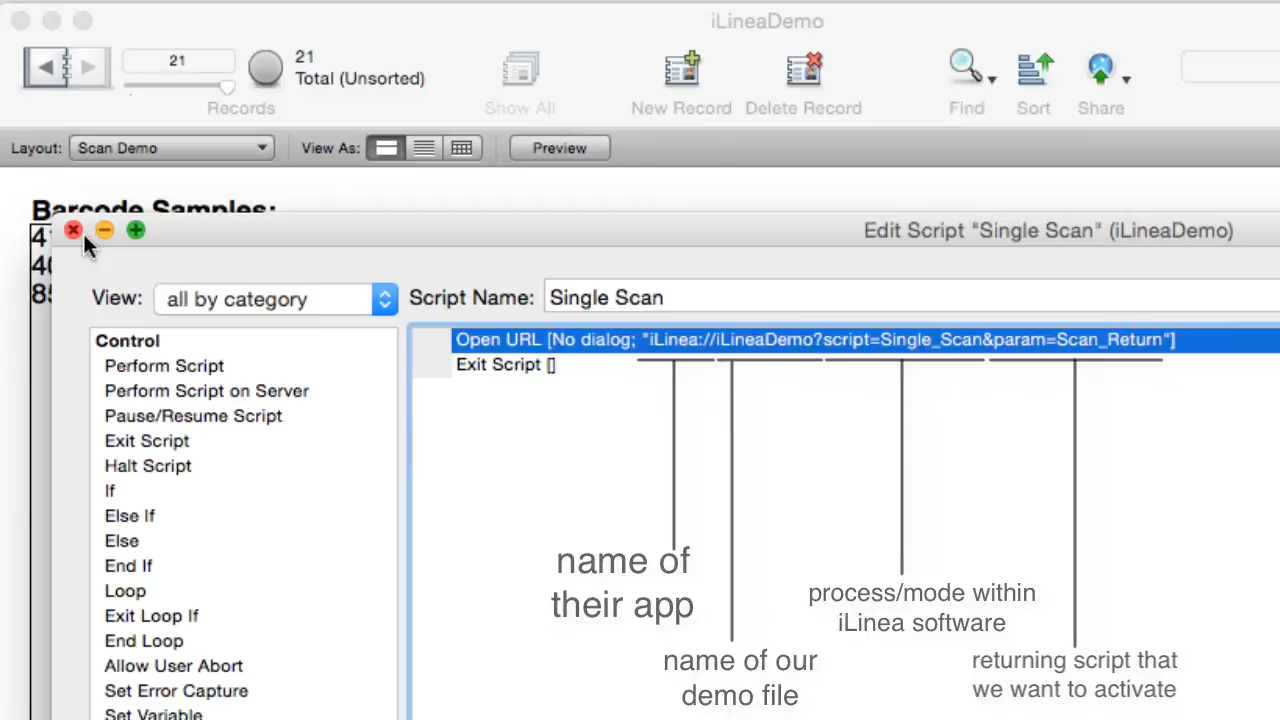 iLineaDemo
21
21
Total (Unsorted)
Records
Show All
New Record
Delete Record
Find
Sort
Share
Layout:
Scan Demo
View As:
Preview
Barcode Samples:
Edit Script "Single Scan" (iLineaDemo)
View:
all by category
Script Name:
Single Scan
Control
Perform Script
Perform Script on Server
Pause/Resume Script
Exit Script
Halt Script
If
Else If
Else
End If
Loop
Exit Loop If
End Loop
Allow User Abort
Set Error Capture
Set Variable
Open URL [No dialog; "iLinea://iLineaDemo?script=Single_Scan&param=Scan_Return"]
Exit Script []
name of
their app
name of our
demo file
process/mode within
iLinea software
returning script that
we want to activate